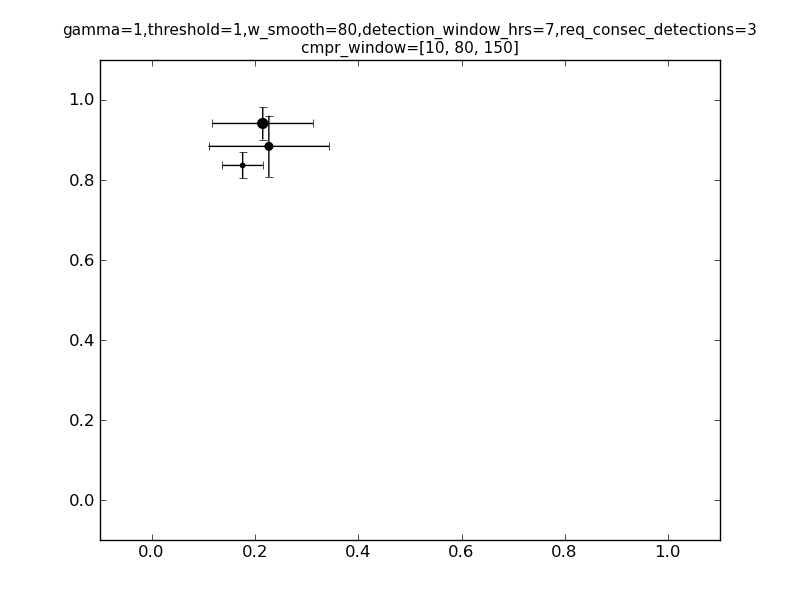 gamma=1,threshold=1,w_smooth=80,detection_window_hrs=7,req_consec_detections=3
cmpr_window=[10, 80, 150]
1.0
0.8
0.6
0.4
0.2
0.0
0.0 0.2 0.4 0.6 0.8 1.0